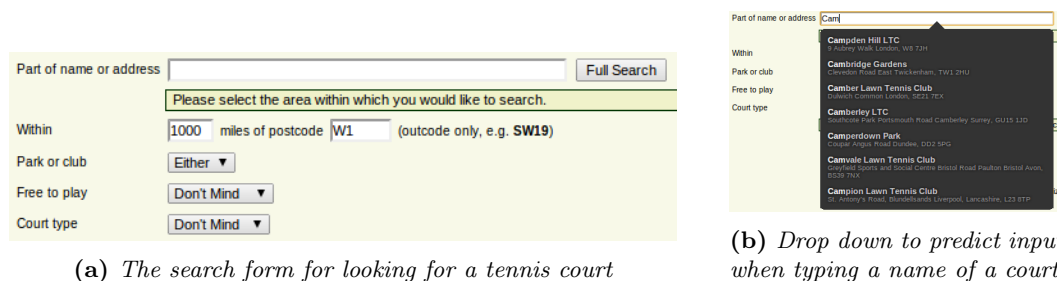 Part of name or address
Full Search
Please select the area within which you would like to search.
Within 1000 miles of postcode W1 (outcode only, e.g. SW19)
Park or club Either ▼
Free to play Don't Mind ▼
Court type Don't Mind ▼
(a) The search form for looking for a tennis court
Part of name or address Cam
Within
Park or club
Free to play
Court type
Campden Hill LTC
9 Aubrey Walk London, W8 7JH
Cambridge Gardens
Clevedon Road East Twickenham, TW1 2HU
Camber Lawn Tennis Club
Dulwich Common London, SE21 7EX
Camberley LTC
Southcote Park Portsmouth Road Camberley Surrey, GU15 1JD
Camperdown Park
Coupar Angus Road Dundee, DD2 5PG
Camvale Lawn Tennis Club
Greyfield Sports and Social Centre Bristol Road Paulton Bristol Avon,
BS39 7NX
Campion Lawn Tennis Club
St. Antony's Road, Blundellsands Liverpool, Lancashire, L23 8TP
(b) Drop down to predict inpu
when typing a name of a court